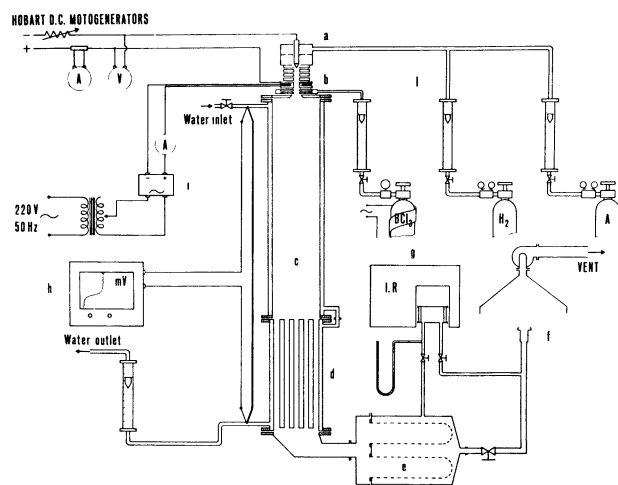 HOBART D.C. MOTOGENERATORS
a
A
V
b
l
Water inlet
A
ı
220 V
50 Hz
BCl3
H2
A
c
g
VENT
h
mV
I.R
f
Water outlet
d
e